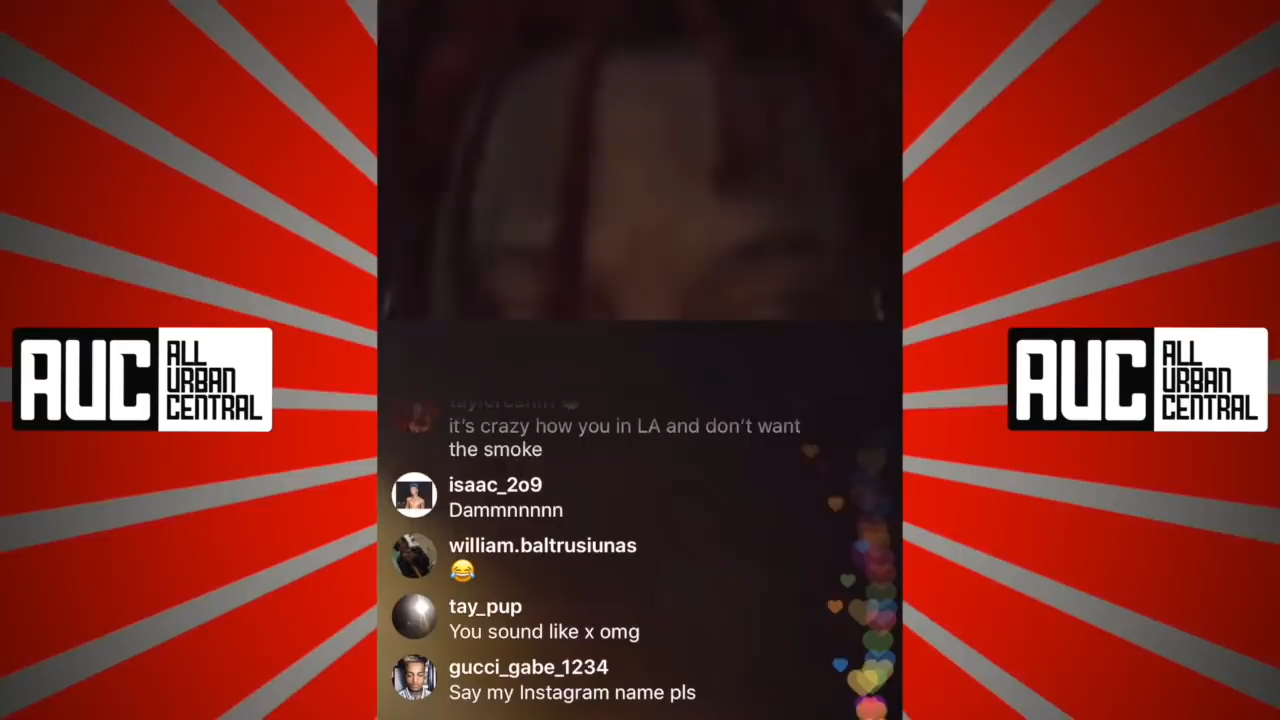 AUC
ALL
URBAN
CENTRAL
it's crazy how you in LA and don't want
the smoke
isaac_2o9
Dammnnnnn
william.baltrusiunas
😂
tay_pup
You sound like x omg
gucci_gabe_1234
Say my Instagram name pls
AUC
ALL
URBAN
CENTRAL